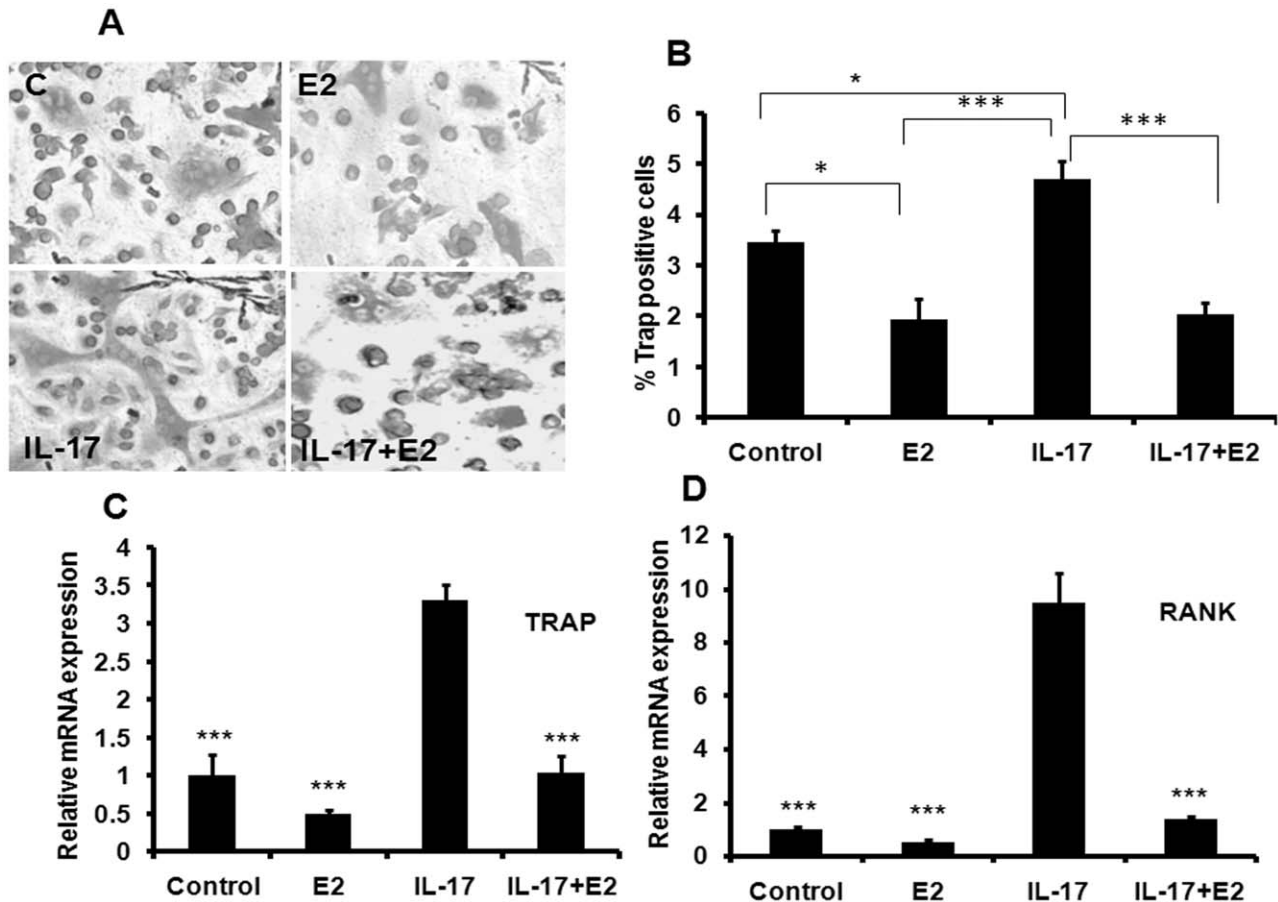 A
C
E2
IL-17
IL-17+E2
B
*
***
***
*
% Trap positive cells
6
5
4
3
2
1
0
Control
E2
IL-17
IL-17+E2
C
Relative mRNA expression
4
3.5
3
2.5
2
1.5
1
0.5
0
TRAP
***
***
***
Control
E2
IL-17
IL-17+E2
D
Relative mRNA expression
12
10
8
6
4
2
0
RANK
***
***
***
Control
E2
IL-17
IL-17+E2